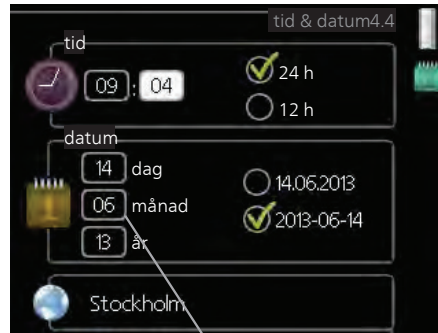 tid & datum4.4
tid
09 : 04
24 h
12 h
datum
14 dag
06 månad
13 år
14.06.2013
2013-06-14
Stockholm